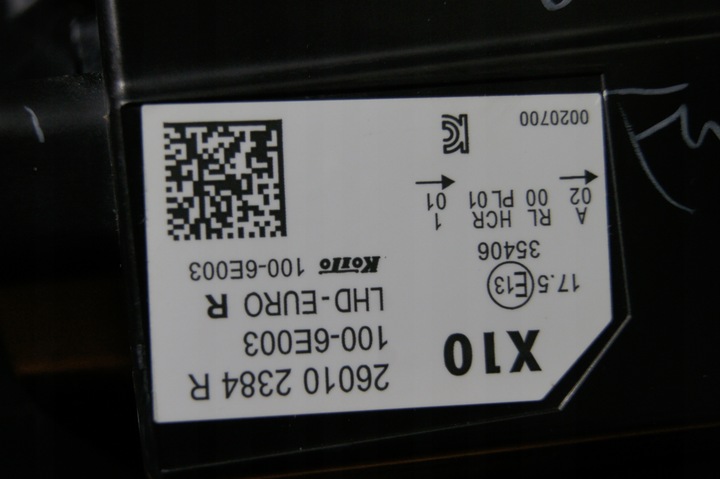 X10
17.5 E13
35406
A RL HCR 1
02 00 PL01 01
0020700
26010 2384 R
100-6E003
LHD-EURO R
Koito 100-6E003